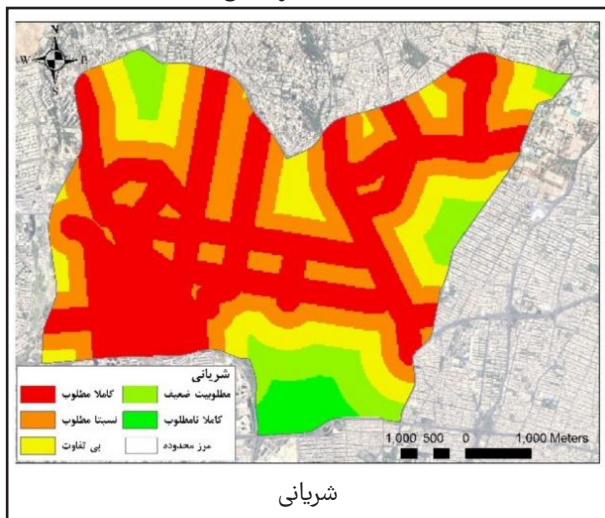 N
W
E
S
شریانی
کاملا مطلوب
مطلوبیت ضعیف
نسبتا مطلوب
کاملا نامطلوب
بی تفاوت
مرز محدوده
1,000 500 0 1,000 Meters
شریانی